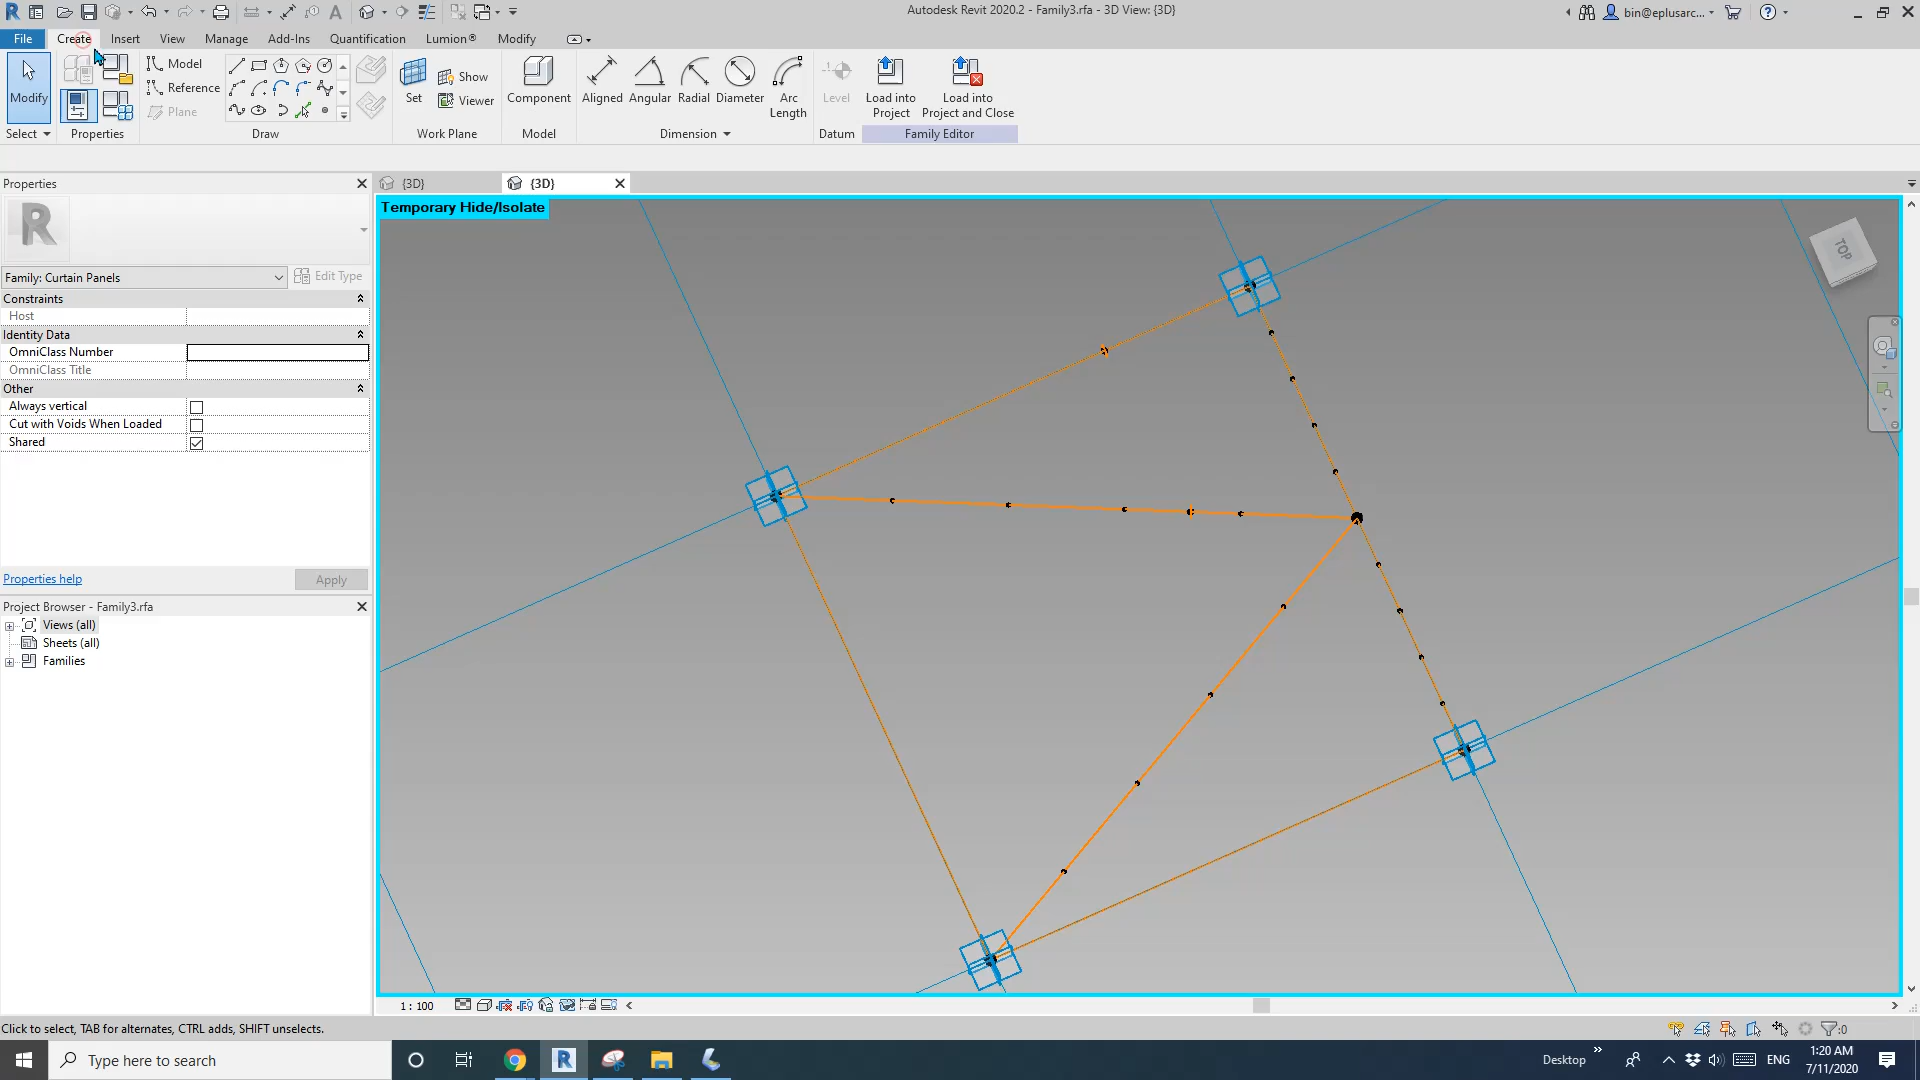 Autodesk Revit 2020.2 - Family3.rfa - 3D View: {3D}
bin@eplusarc...
File
Create
Insert
View
Manage
Add-Ins
Quantification
Lumion®
Modify
Modify
Select
Properties
Model
Reference
Plane
Draw
Set
Show
Viewer
Work Plane
Component
Model
Aligned
Angular
Radial
Diameter
Arc
Length
Dimension
Level
Datum
Load into
Project
Load into
Project and Close
Family Editor
Properties
{3D}
{3D}
Temporary Hide/Isolate
TOP
Family: Curtain Panels
Edit Type
Constraints
Host
Identity Data
OmniClass Number
OmniClass Title
Other
Always vertical
Cut with Voids When Loaded
Shared
Properties help
Apply
Project Browser - Family3.rfa
Views (all)
Sheets (all)
Families
1 : 100
Click to select, TAB for alternates, CTRL adds, SHIFT unselects.
:0
Type here to search
Desktop
ENG
1:20 AM
7/11/2020